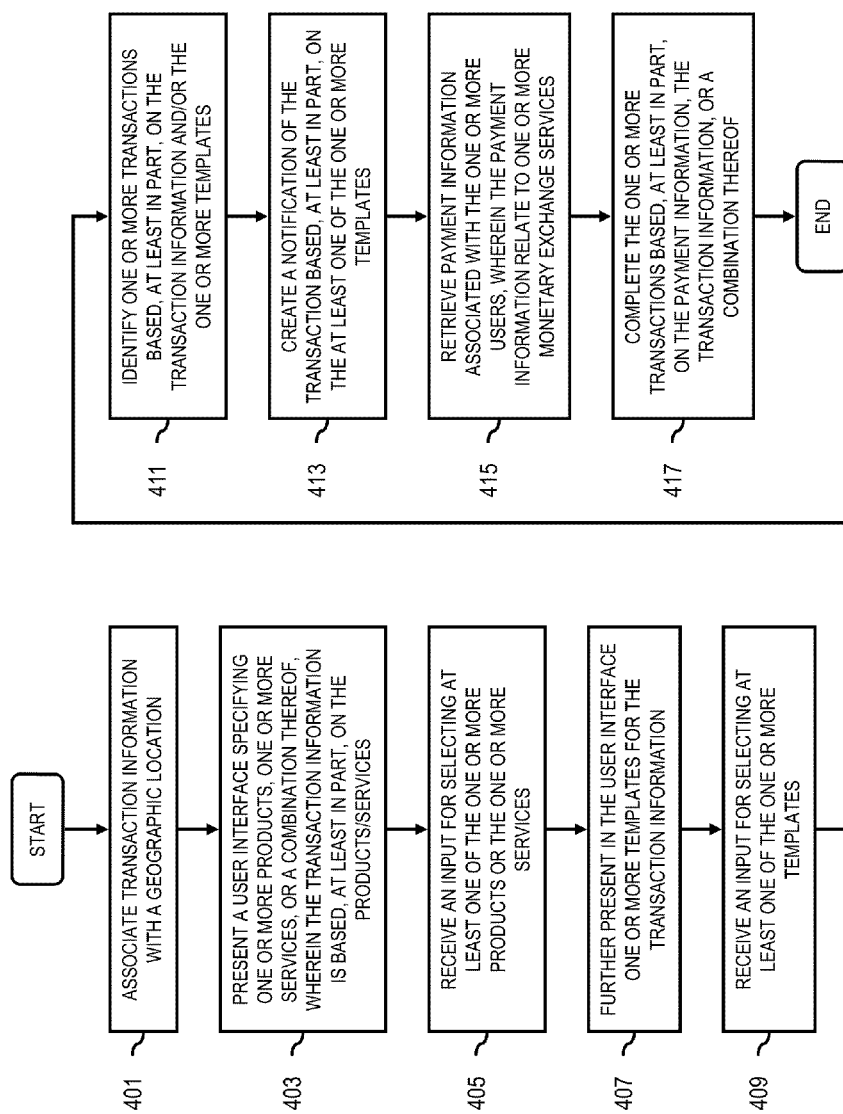 START
401
ASSOCIATE TRANSACTION INFORMATION
WITH A GEOGRAPHIC LOCATION
403
PRESENT A USER INTERFACE SPECIFYING
ONE OR MORE PRODUCTS, ONE OR MORE
SERVICES, OR A COMBINATION THEREOF,
WHEREIN THE TRANSACTION INFORMATION
IS BASED, AT LEAST IN PART, ON THE
PRODUCTS/SERVICES
405
RECEIVE AN INPUT FOR SELECTING AT
LEAST ONE OF THE ONE OR MORE
PRODUCTS OR THE ONE OR MORE
SERVICES
407
FURTHER PRESENT IN THE USER INTERFACE
ONE OR MORE TEMPLATES FOR THE
TRANSACTION INFORMATION
409
RECEIVE AN INPUT FOR SELECTING AT
LEAST ONE OF THE ONE OR MORE
TEMPLATES
411
IDENTIFY ONE OR MORE TRANSACTIONS
BASED, AT LEAST IN PART, ON THE
TRANSACTION INFORMATION AND/OR THE
ONE OR MORE TEMPLATES
413
CREATE A NOTIFICATION OF THE
TRANSACTION BASED, AT LEAST IN PART, ON
THE AT LEAST ONE OF THE ONE OR MORE
TEMPLATES
415
RETRIEVE PAYMENT INFORMATION
ASSOCIATED WITH THE ONE OR MORE
USERS, WHEREIN THE PAYMENT
INFORMATION RELATE TO ONE OR MORE
MONETARY EXCHANGE SERVICES
417
COMPLETE THE ONE OR MORE
TRANSACTIONS BASED, AT LEAST IN PART,
ON THE PAYMENT INFORMATION, THE
TRANSACTION INFORMATION, OR A
COMBINATION THEREOF
END